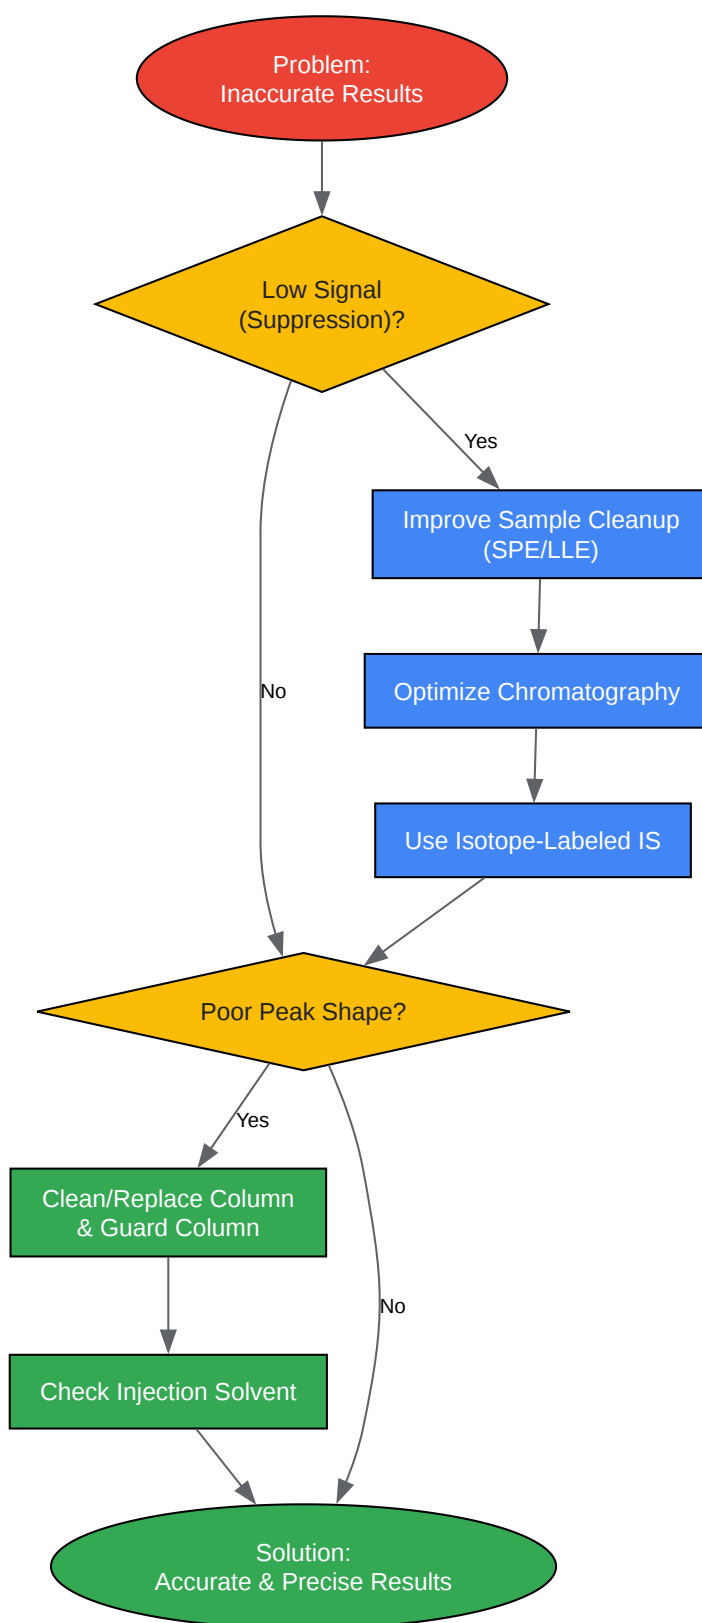 Problem:
Inaccurate Results
Low Signal
(Suppression)?
Yes
Improve Sample Cleanup
(SPE/LLE)
Optimize Chromatography
No
Use Isotope-Labeled IS
Poor Peak Shape?
Yes
Clean/Replace Column
& Guard Column
No
Check Injection Solvent
Solution:
Accurate & Precise Results